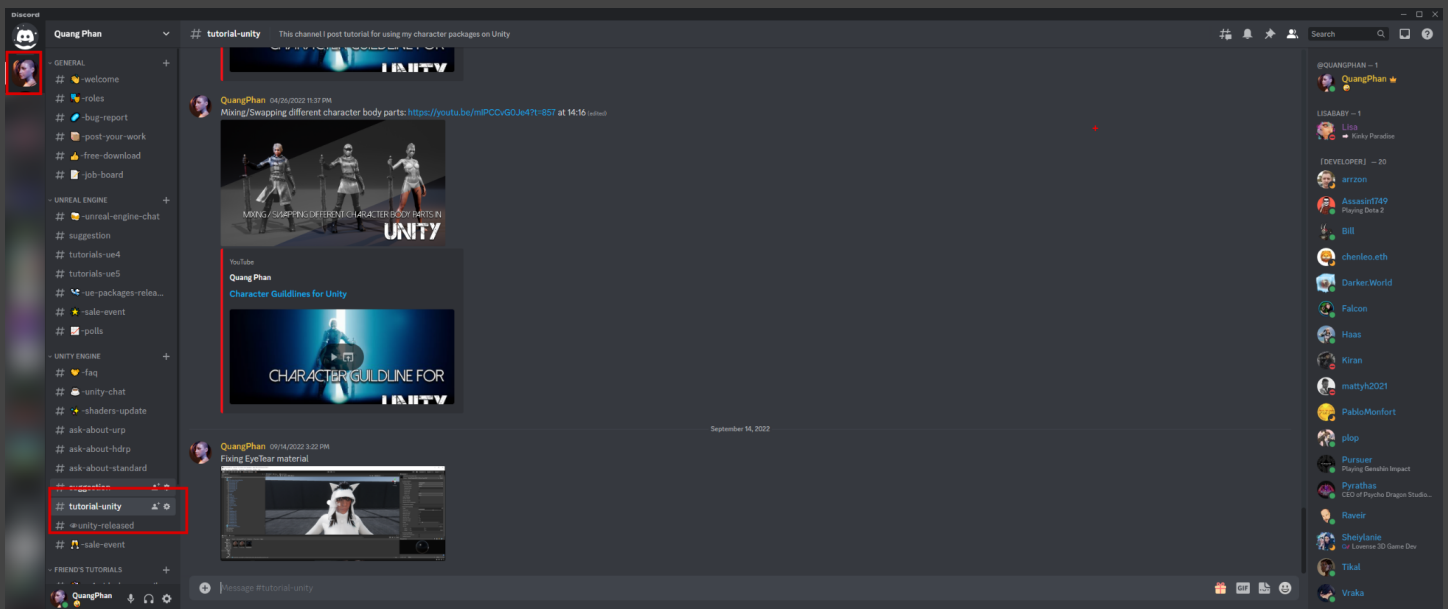 Discord
Quang Phan
# tutorial-unity
This channel I post tutorial for using my character packages on Unity
Search
GENERAL
# -welcome
# -roles
# -bug-report
# -post-your-work
# -free-download
# -job-board
UNREAL ENGINE
# -unreal-engine-chat
# suggestion
# tutorials-ue4
# tutorials-ue5
# -ue-packages-relea...
# -sale-event
# -polls
UNITY ENGINE
# -faq
# -unity-chat
# -shaders-update
# ask-about-urp
# ask-about-hdrp
# ask-about-standard
# suggestion
# tutorial-unity
# unity-released
# -sale-event
FRIEND'S TUTORIALS
QuangPhan
UNITY
QuangPhan 04/26/2022 11:37 PM
Mixing/Swapping different character body parts: https://youtu.be/mIPCCvG0Je4?t=857 at 14:16 (edited)
MIXING / SWAPPING DIFFERENT CHARACTER BODY PARTS IN
UNITY
YouTube
Quang Phan
Character Guildlines for Unity
CHARACTER GUILDLINE FOR
UNITY
September 14, 2022
QuangPhan 09/14/2022 3:22 PM
Fixing EyeTear material
Message #tutorial-unity
GIF
@QUANGPHAN – 1
QuangPhan
LISABABY – 1
Lisa
Kinky Paradise
[DEVELOPER] – 20
arrzon
Assasin1749
Playing Dota 2
Bill
chenleo.eth
Darker.World
Falcon
Haas
Kiran
mattyh2021
PabloMonfort
plop
Pursuer
Playing Genshin Impact
Pyrathas
CEO of Psycho Dragon Studio...
Raveir
Sheiylanie
Loverse 3D Game Dev
Tikal
Vraka